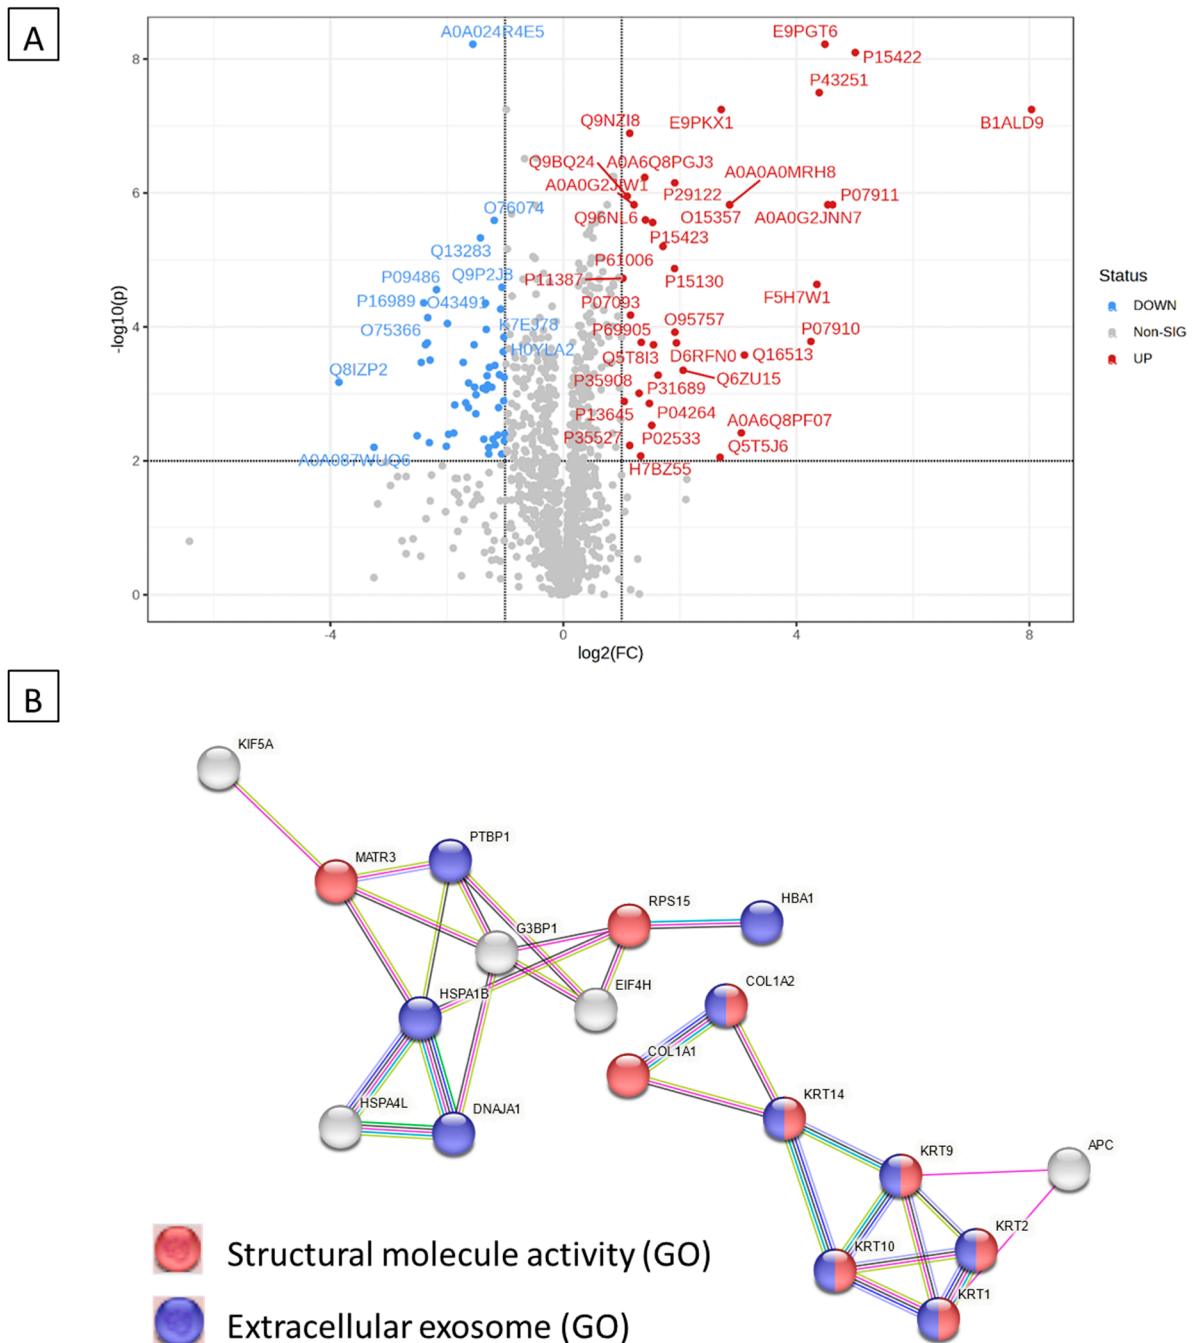 A
A0A024R4E5
E9PGT6
P15422
P43251
B1ALD9
Q9NZI8
E9PKX1
Q9BQ24
A0A6Q8PGJ3
A0A0A0MRH8
A0A0G2JIW1
P29122
P07911
O76074
Q96NL6
O15357
A0A0G2JNN7
Q13283
P15423
P61006
P09486
Q9P2J3
P11387
P15130
F5H7W1
P16989
O43491
P07093
O75366
K7EJ78
P69905
O95757
P07910
H0YLA2
Q5T8I3
D6RFN0
Q16513
Q8IZP2
P35908
P31689
Q6ZU15
P13645
P04264
A0A6Q8PF07
P35527
P02533
Q5T5J6
A0A087WUQ6
H7BZ55
8
6
4
2
0
-log10(p)
-4
0
4
8
log2(FC)
Status
DOWN
Non-SIG
UP
B
KIF5A
PTBP1
MATR3
RPS15
HBA1
G3BP1
EIF4H
HSPA1B
COL1A2
COL1A1
HSPA4L
DNAJA1
KRT14
KRT9
APC
KRT2
KRT10
KRT1
Structural molecule activity (GO)
Extracellular exosome (GO)